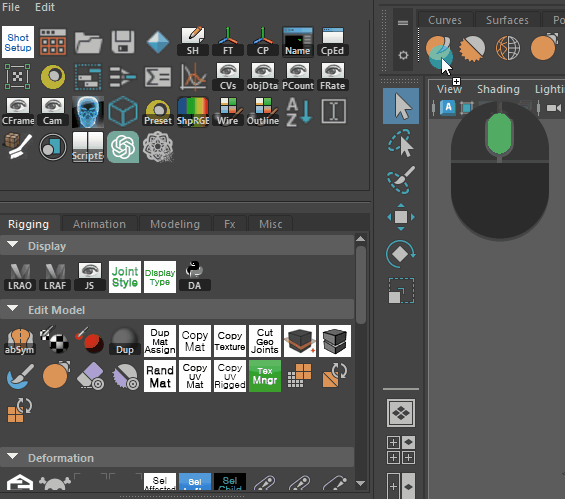 File Edit
Shot
Setup
SH FT CP Name CpEd
CVs objDta PCount FRate
CFrame Cam Preset ShpRGE Wire Outline
ScriptE
Rigging Animation Modeling Fx Misc
Display
LRAO LRAF JS Joint
Style Display
Type DA
Edit Model
abSym Dup Dup
Mat
Assign Copy
Mat Copy
Texture Cut
Geo
Joints
Rand
Mat Copy
UV
Mat Copy
UV
Rigged Tex
Mngr
Deformation
Sel Sel Sel
Curves Surfaces Po
View Shading Lighti
A